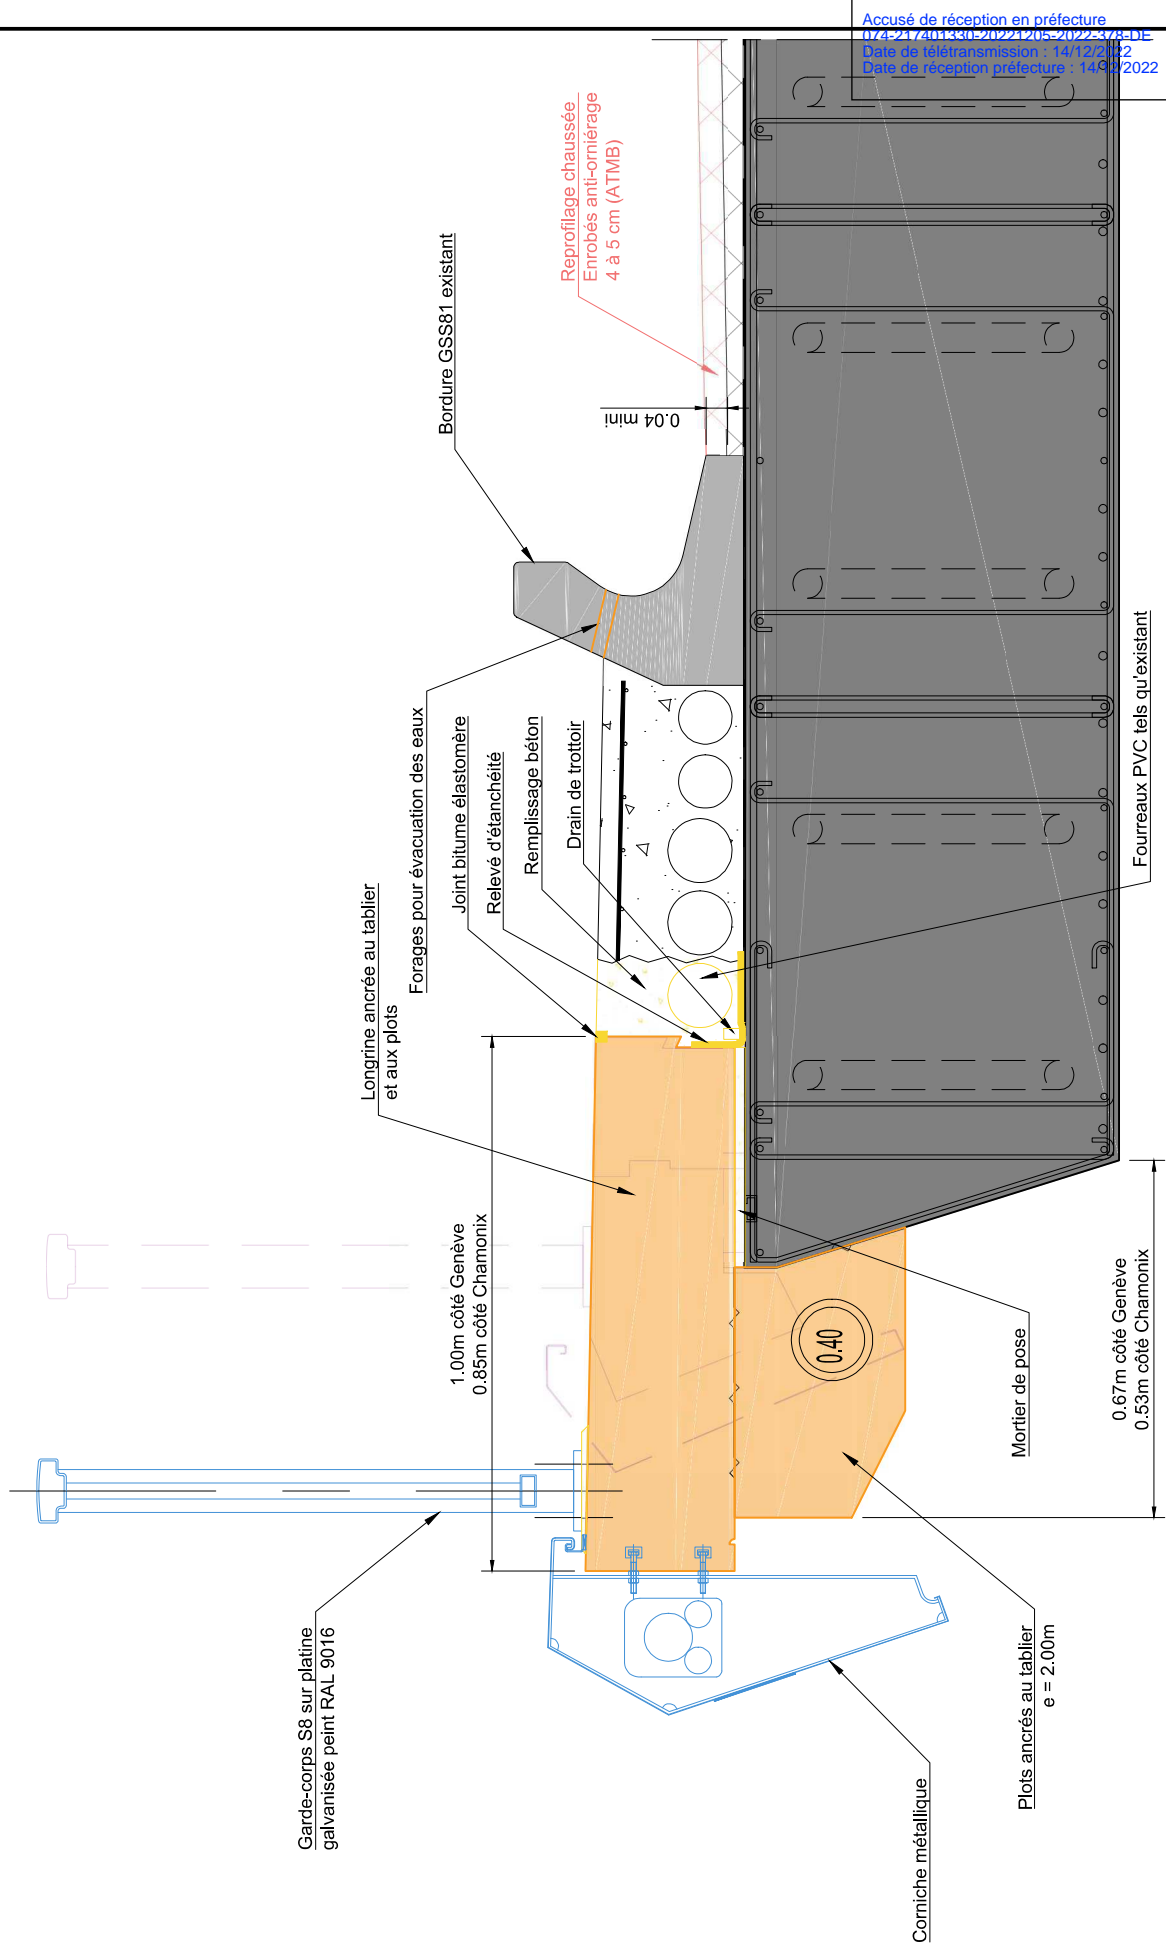 Accusé de réception en préfecture
074-217401330-20221205-2022-378-DE
Date de télétransmission : 14/12/2022
Date de réception préfecture : 14/12/2022
Garde-corps S8 sur platine
galvanisée peint RAL 9016
Longrine ancrée au tablier
et aux plots
Forages pour évacuation des eaux
Bordure GSS81 existant
Joint bitume élastomère
Relevé d'étanchéité
Remplissage béton
Drain de trottoir
Reprofilage chaussée
Enrobés anti-orniérage
4 à 5 cm (ATMB)
0.04 mini
1.00m côté Genève
0.85m côté Chamonix
0.40
Corniche métallique
Plots ancrés au tablier
e = 2.00m
Mortier de pose
0.67m côté Genève
0.53m côté Chamonix
Fourreaux PVC tels qu'existant